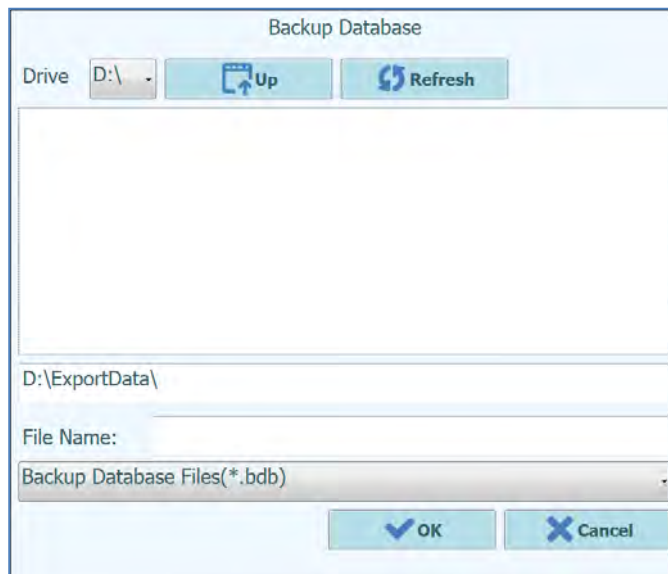 Backup Database
Drive D:\ Up Refresh
D:\ExportData\
File Name:
Backup Database Files(*.bdb)
OK Cancel